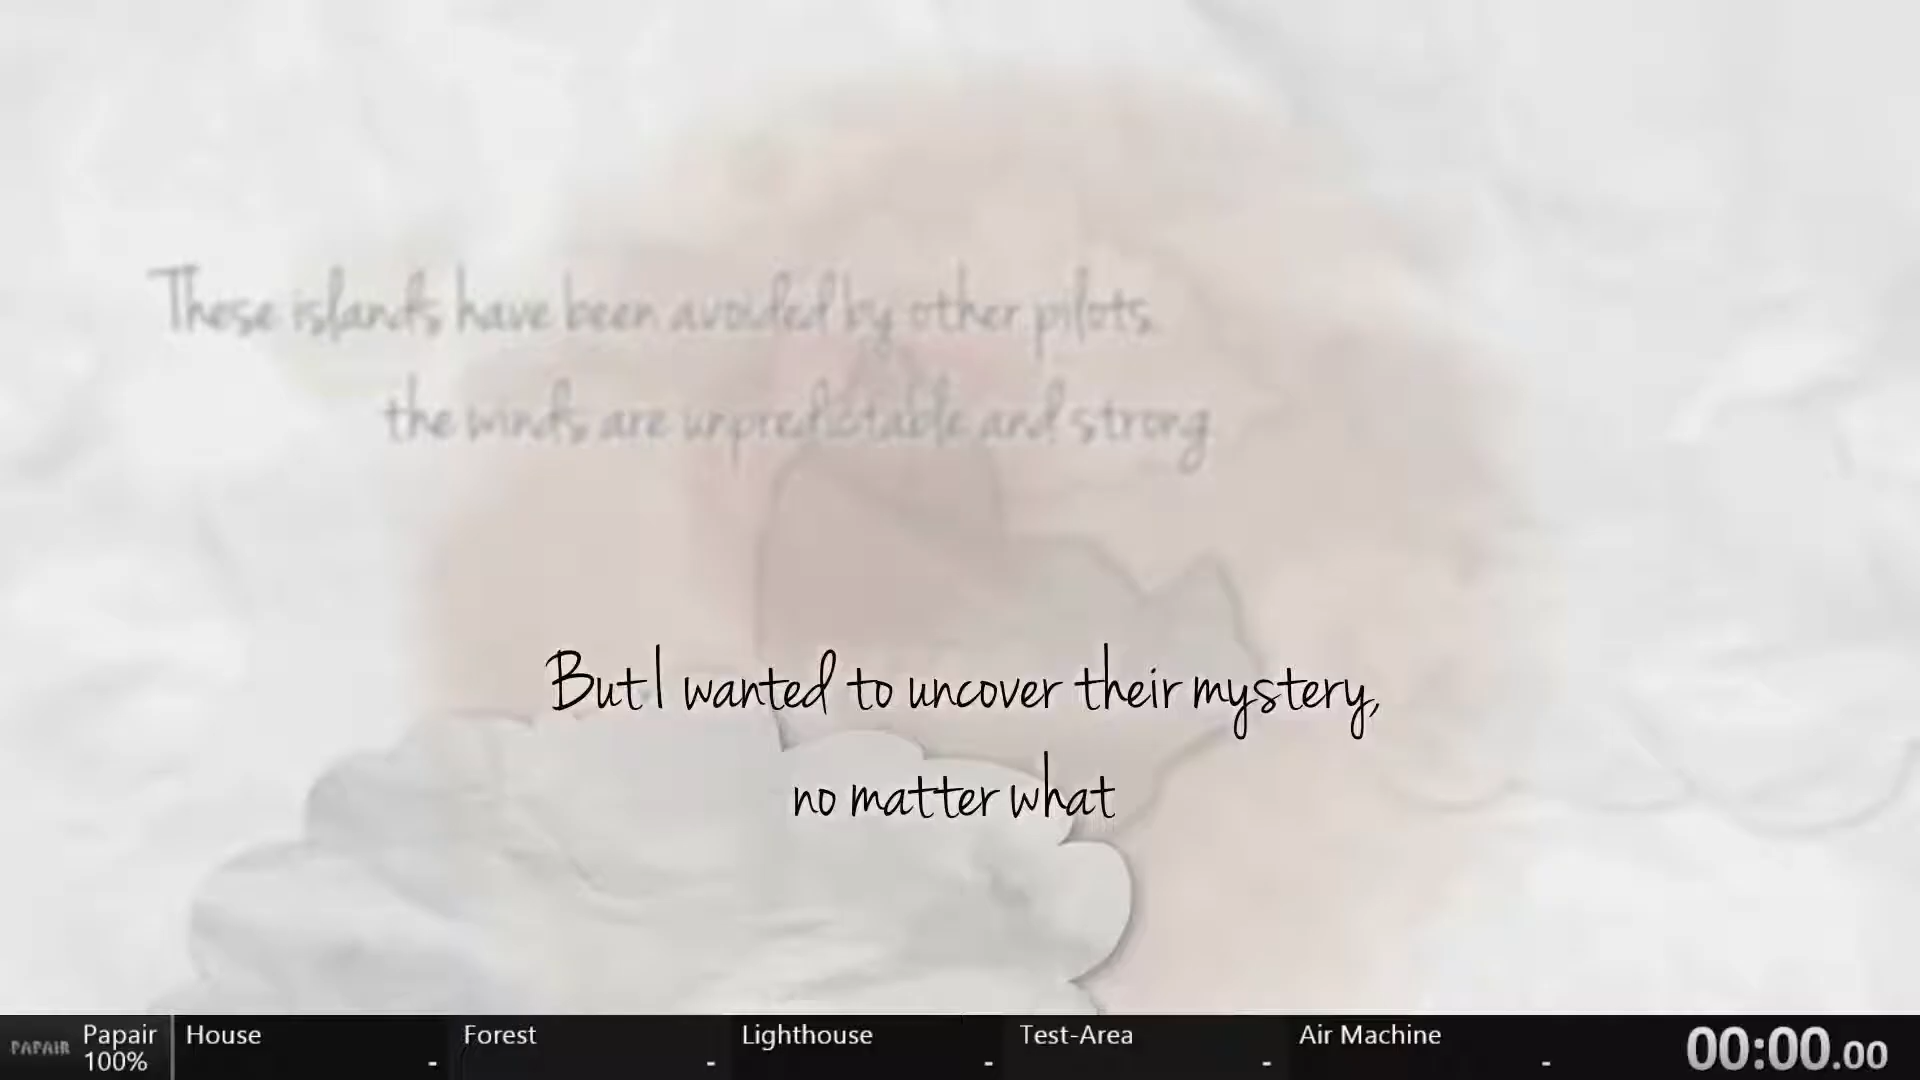 These islands have been avoided by other pilots.
the winds are unpredictable and strong
But I wanted to uncover their mystery,
no matter what
PAPAIR
Papair
100%
House
-
Forest
-
Lighthouse
-
Test-Area
-
Air Machine
-
00:00.00